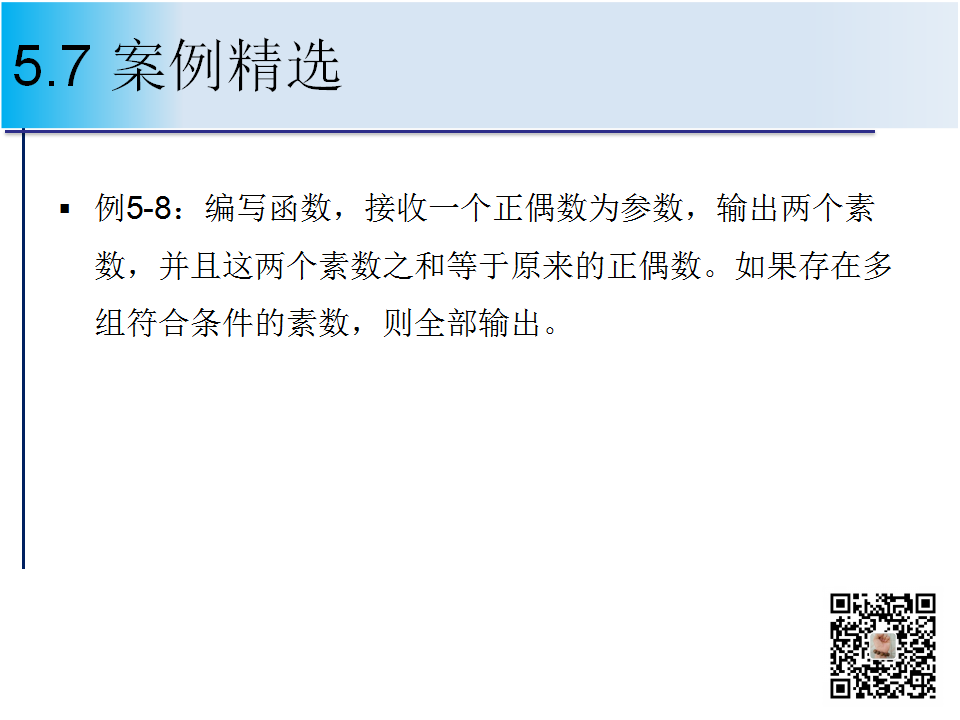 5.7 案例精选
▪ 例5-8：编写函数，接收一个正偶数为参数，输出两个素
数，并且这两个素数之和等于原来的正偶数。如果存在多
组符合条件的素数，则全部输出。